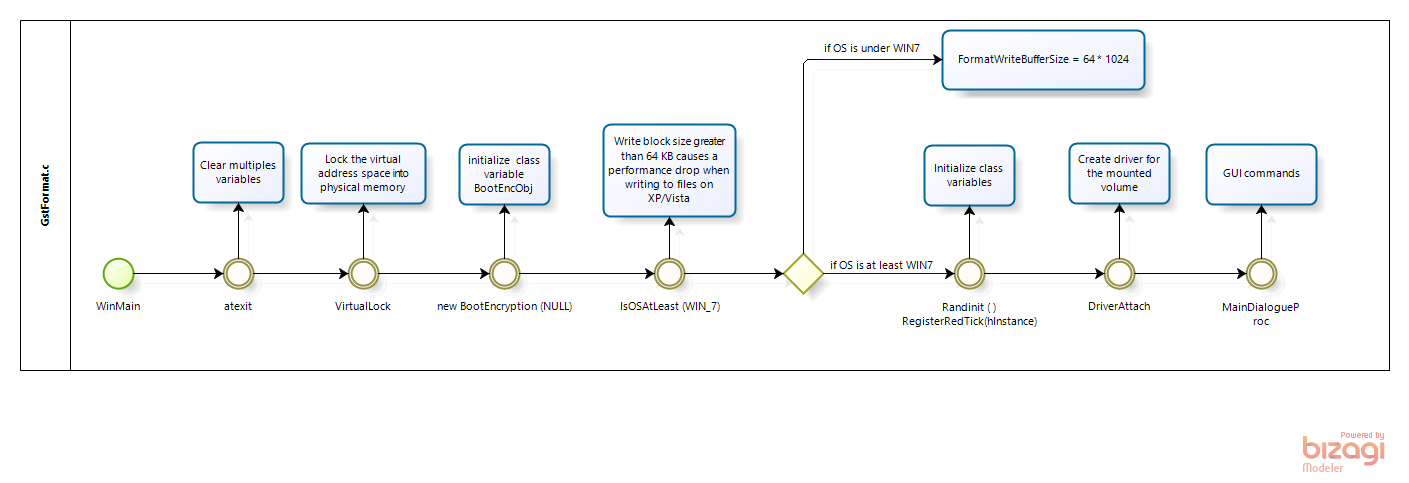 GstFormat.c
if OS is under WIN7
FormatWriteBufferSize = 64 * 1024
Clear multiples
variables
Lock the virtual
address space into
physical memory
initialize class
variable
BootEncObj
Write block size greater
than 64 KB causes a
performance drop when
writing to files on
XP/Vista
Initialize class
variables
Create driver for
the mounted
volume
GUI commands
if OS is at least WIN7
WinMain
atexit
VirtualLock
new BootEncryption (NULL)
IsOSAtLeast (WIN_7)
Randinit ( )
RegisterRedTick(hInstance)
DriverAttach
MainDialogueP
roc
Powered by
bizagi
Modeler